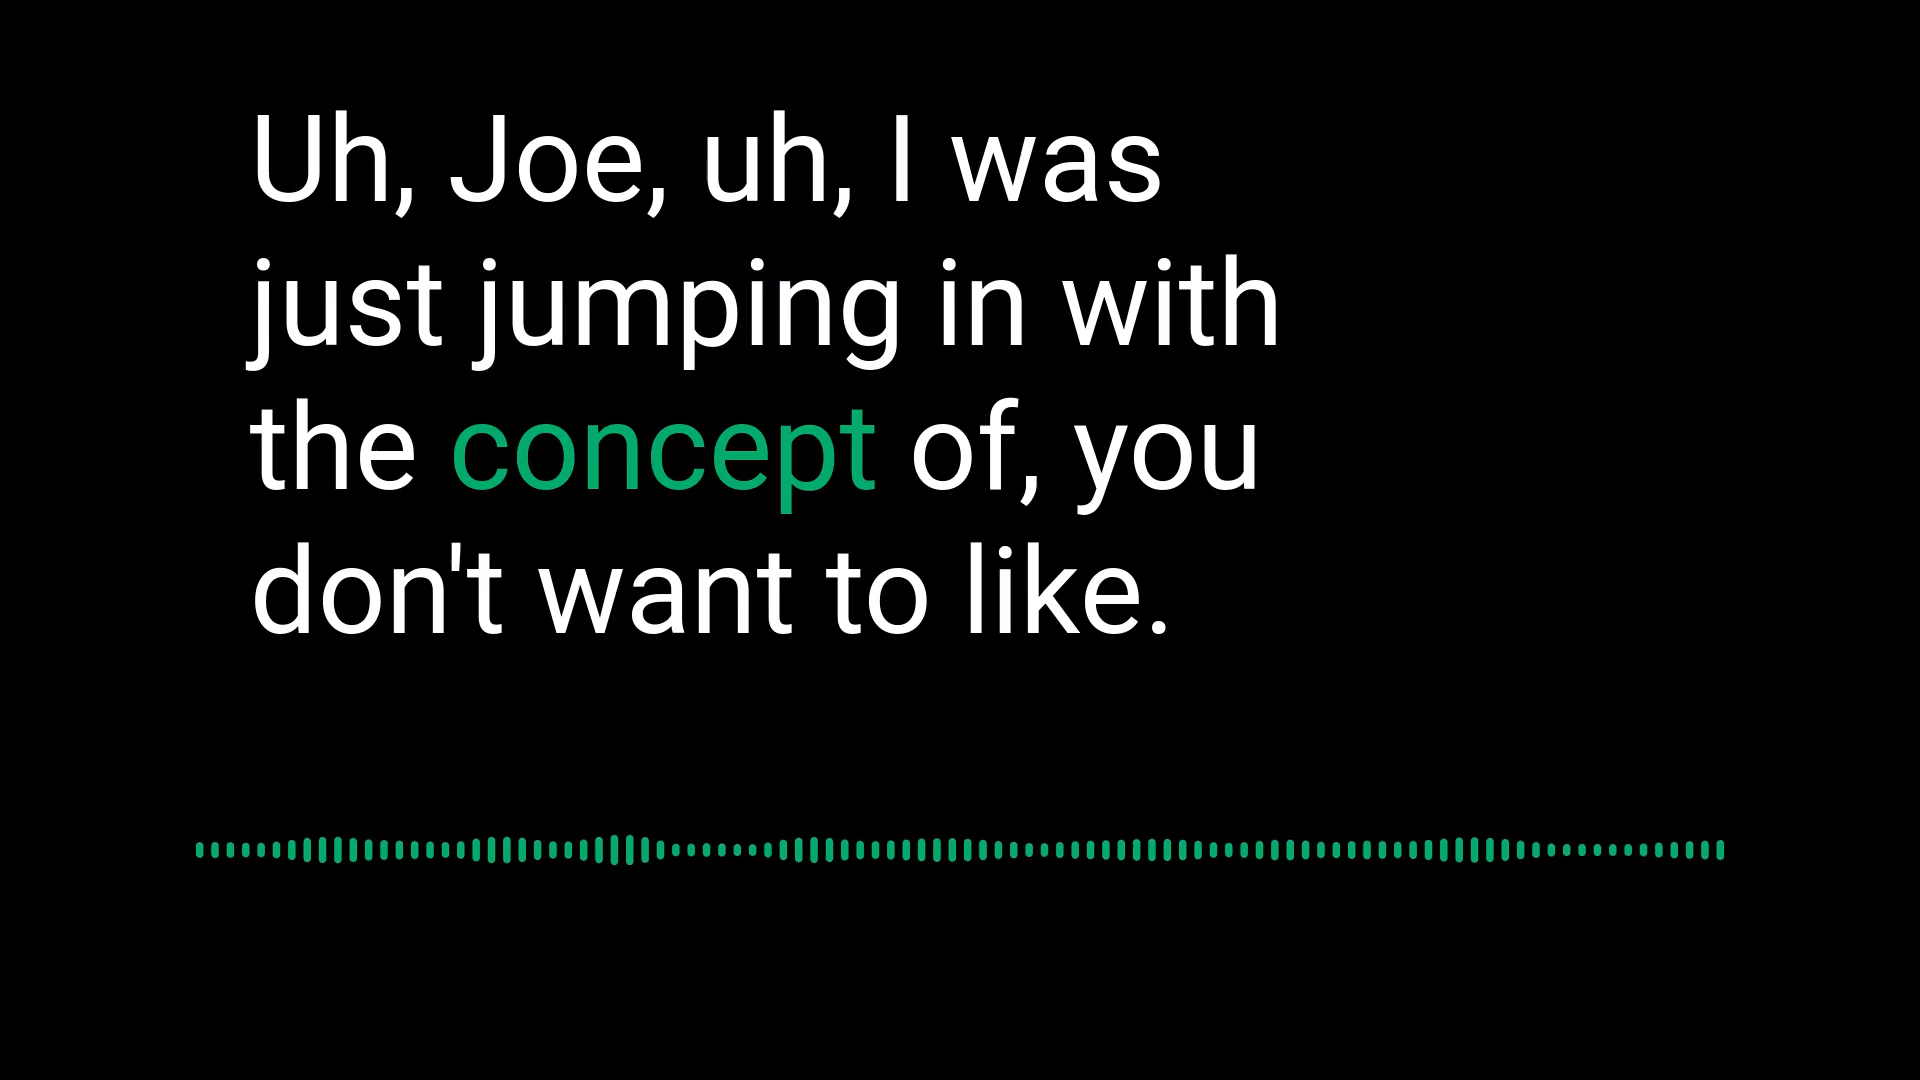 Uh, Joe, uh, I was
just jumping in with
the concept of, you
don't want to like.